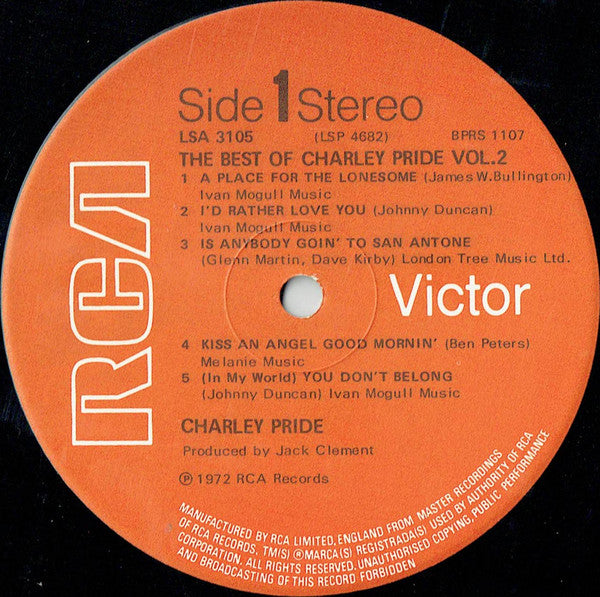 RCA
Side 1 Stereo
LSA 3105 (LSP 4682) BPRS 1107
THE BEST OF CHARLEY PRIDE VOL.2
1 A PLACE FOR THE LONESOME (James W.Bullington)
Ivan Mogull Music
2 I'D RATHER LOVE YOU (Johnny Duncan)
Ivan Mogull Music
3 IS ANYBODY GOIN' TO SAN ANTONE
(Glenn Martin, Dave Kirby) London Tree Music Ltd.
Victor
4 KISS AN ANGEL GOOD MORNIN' (Ben Peters)
Melanie Music
5 (In My World) YOU DON'T BELONG
(Johnny Duncan) Ivan Mogull Music
CHARLEY PRIDE
Produced by Jack Clement
Ⓟ 1972 RCA Records
MANUFACTURED BY RCA LIMITED, ENGLAND FROM MASTER RECORDINGS
OF RCA RECORDS. TM(S) ® MARCA(S) REGISTRADA(S) USED BY AUTHORITY OF RCA
CORPORATION. ALL RIGHTS RESERVED. UNAUTHORISED COPYING, PUBLIC PERFORMANCE
AND BROADCASTING OF THIS RECORD FORBIDDEN